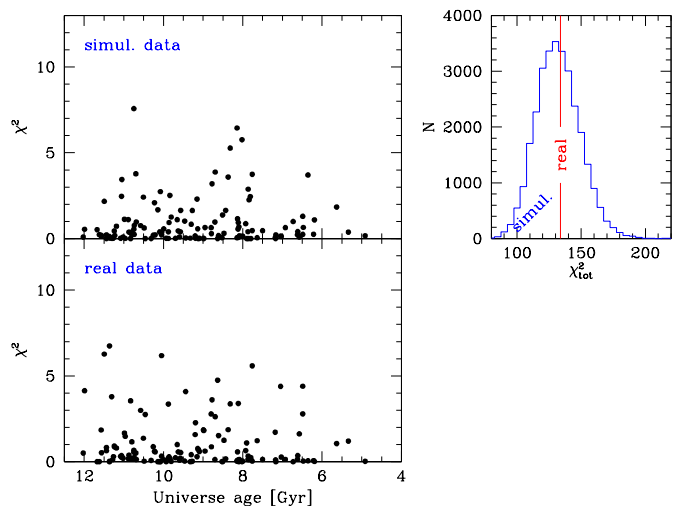 simul. data
10
5
0
χ²
real data
10
5
0
χ²
12 10 8 6 4
Universe age [Gyr]
4000
3000
2000
1000
0
N
simul.
real
100 150 200
χ²tot